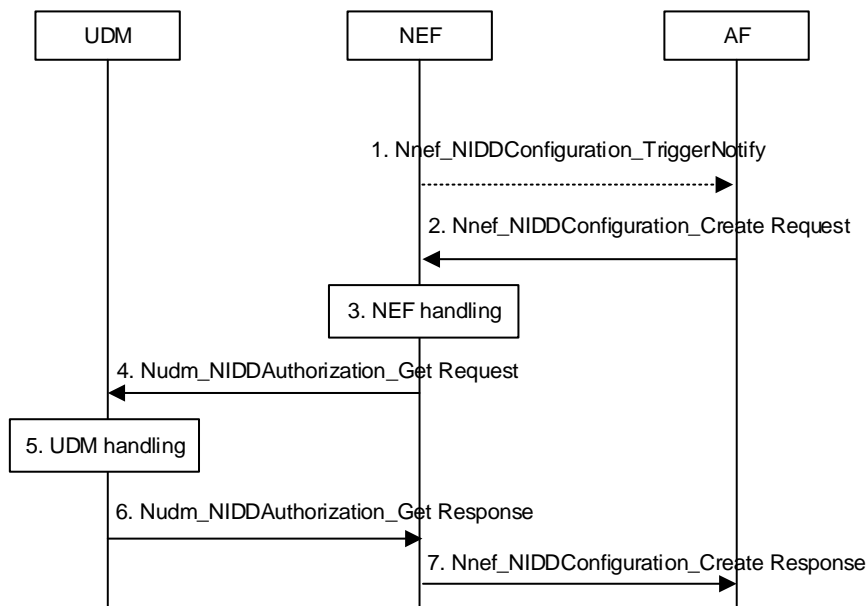 UDM
NEF
AF
1. Nnef_NIDDConfiguration_TriggerNotify
2. Nnef_NIDDConfiguration_Create Request
3. NEF handling
4. Nudm_NIDDAuthorization_Get Request
5. UDM handling
6. Nudm_NIDDAuthorization_Get Response
7. Nnef_NIDDConfiguration_Create Response